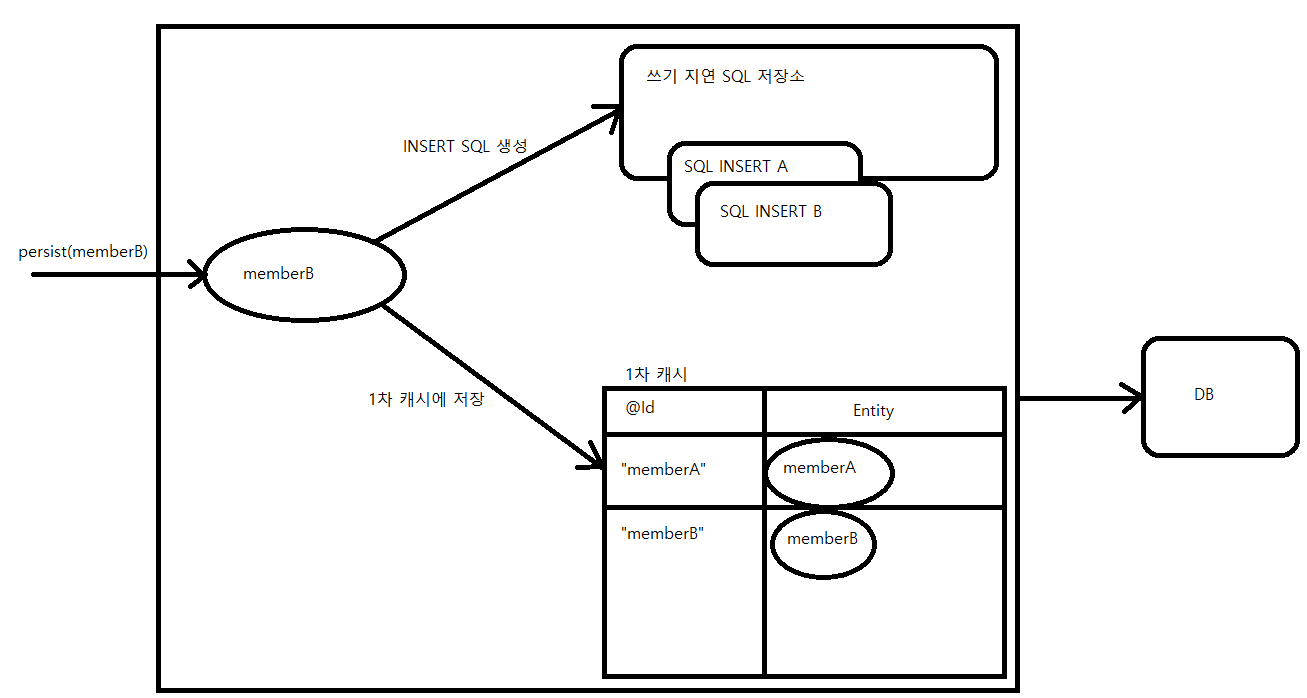 쓰기 지연 SQL 저장소
INSERT SQL 생성
SQL INSERT A
SQL INSERT B
persist(memberB)
memberB
1차 캐시에 저장
1차 캐시
@Id
Entity
"memberA"
memberA
"memberB"
memberB
DB